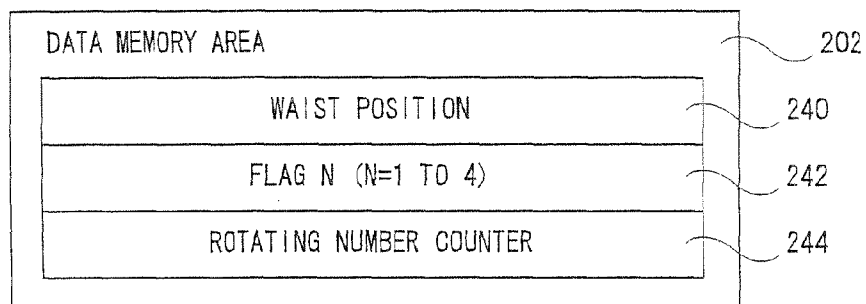 DATA MEMORY AREA
202
WAIST POSITION
240
FLAG N (N=1 TO 4)
242
ROTATING NUMBER COUNTER
244